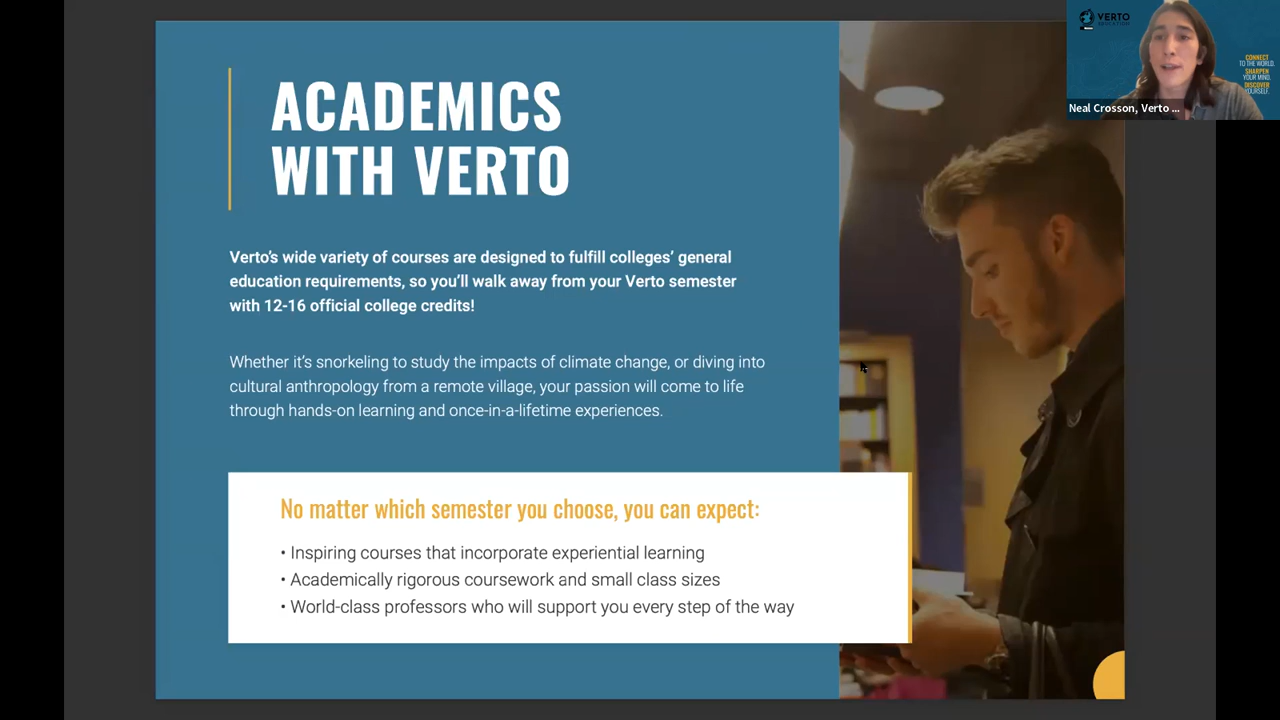 ACADEMICS
WITH VERTO
Verto's wide variety of courses are designed to fulfill colleges' general
education requirements, so you'll walk away from your Verto semester
with 12-16 official college credits!
Whether it's snorkeling to study the impacts of climate change, or diving into
cultural anthropology from a remote village, your passion will come to life
through hands-on learning and once-in-a-lifetime experiences.
No matter which semester you choose, you can expect:
• Inspiring courses that incorporate experiential learning
• Academically rigorous coursework and small class sizes
• World-class professors who will support you every step of the way
VERTO
EDUCATION
CONNECT
TO THE WORLD.
SHARPEN
YOUR MIND.
DISCOVER
YOURSELF.
Neal Crosson, Verto ...